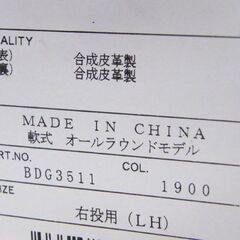 ALITY
表) 合成皮革製
裏) 合成皮革製
MADE IN CHINA
軟式 オールラウンドモデル
RT.NO. COL.
BDG3511 1900
SIZE
右投用(LH)